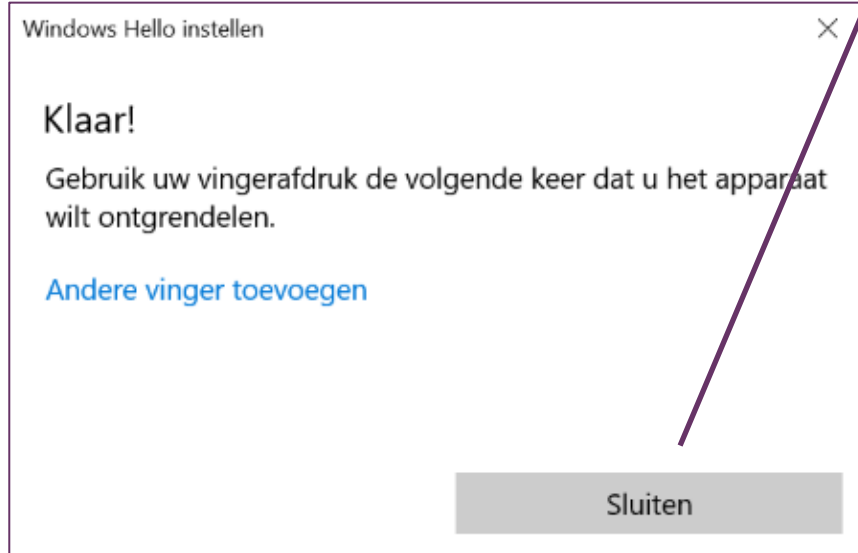 Windows Hello instellen
Klaar!
Gebruik uw vingerafdruk de volgende keer dat u het apparaat
wilt ontgrendelen.
Andere vinger toevoegen
Sluiten